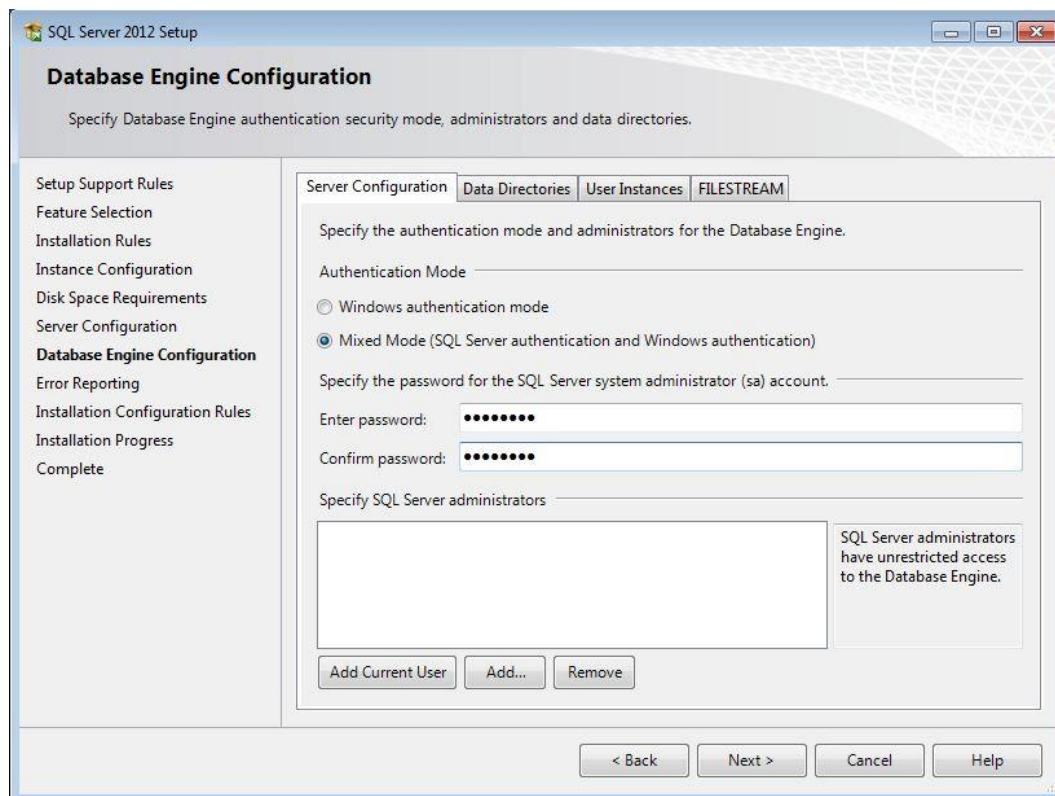 SQL Server 2012 Setup
Database Engine Configuration
Specify Database Engine authentication security mode, administrators and data directories.
Setup Support Rules
Feature Selection
Installation Rules
Instance Configuration
Disk Space Requirements
Server Configuration
Database Engine Configuration
Error Reporting
Installation Configuration Rules
Installation Progress
Complete
Server Configuration Data Directories User Instances FILESTREAM
Specify the authentication mode and administrators for the Database Engine.
Authentication Mode
Windows authentication mode
Mixed Mode (SQL Server authentication and Windows authentication)
Specify the password for the SQL Server system administrator (sa) account.
Enter password: ●●●●●●●●
Confirm password: ●●●●●●●●
Specify SQL Server administrators
SQL Server administrators
have unrestricted access
to the Database Engine.
Add Current User Add... Remove
< Back Next > Cancel Help